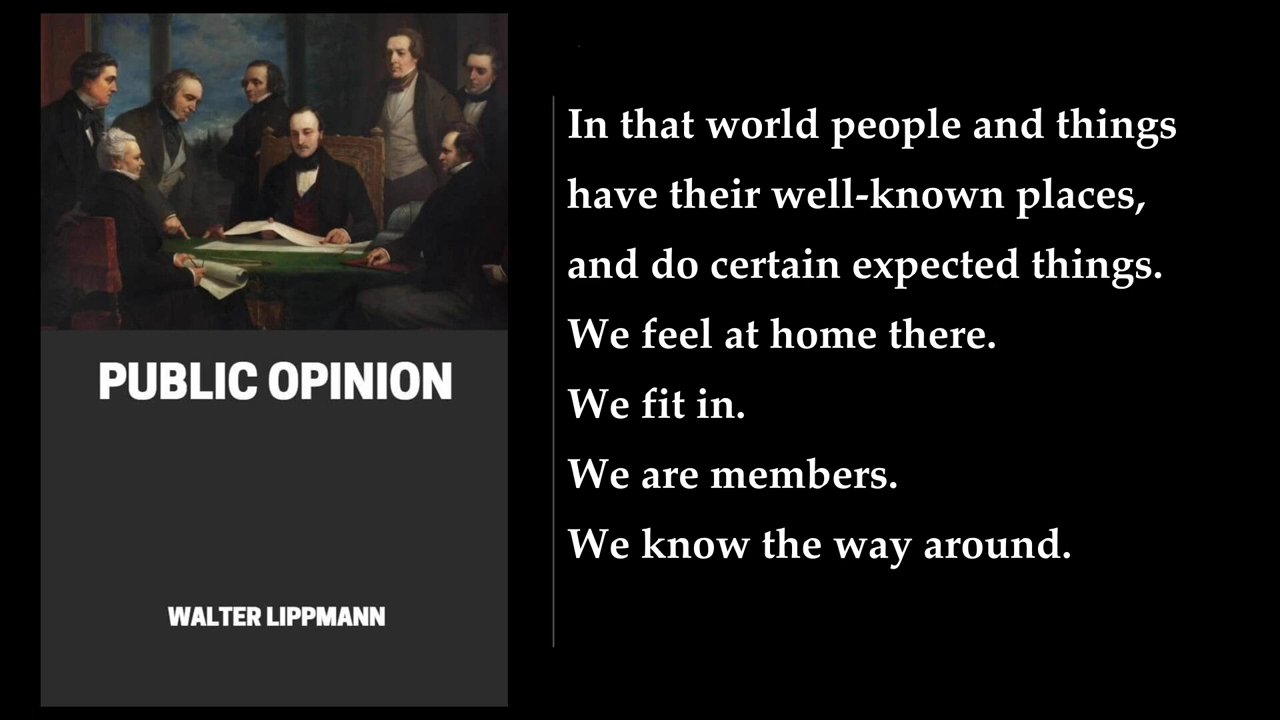 PUBLIC OPINION
WALTER LIPPMANN
In that world people and things
have their well-known places,
and do certain expected things.
We feel at home there.
We fit in.
We are members.
We know the way around.